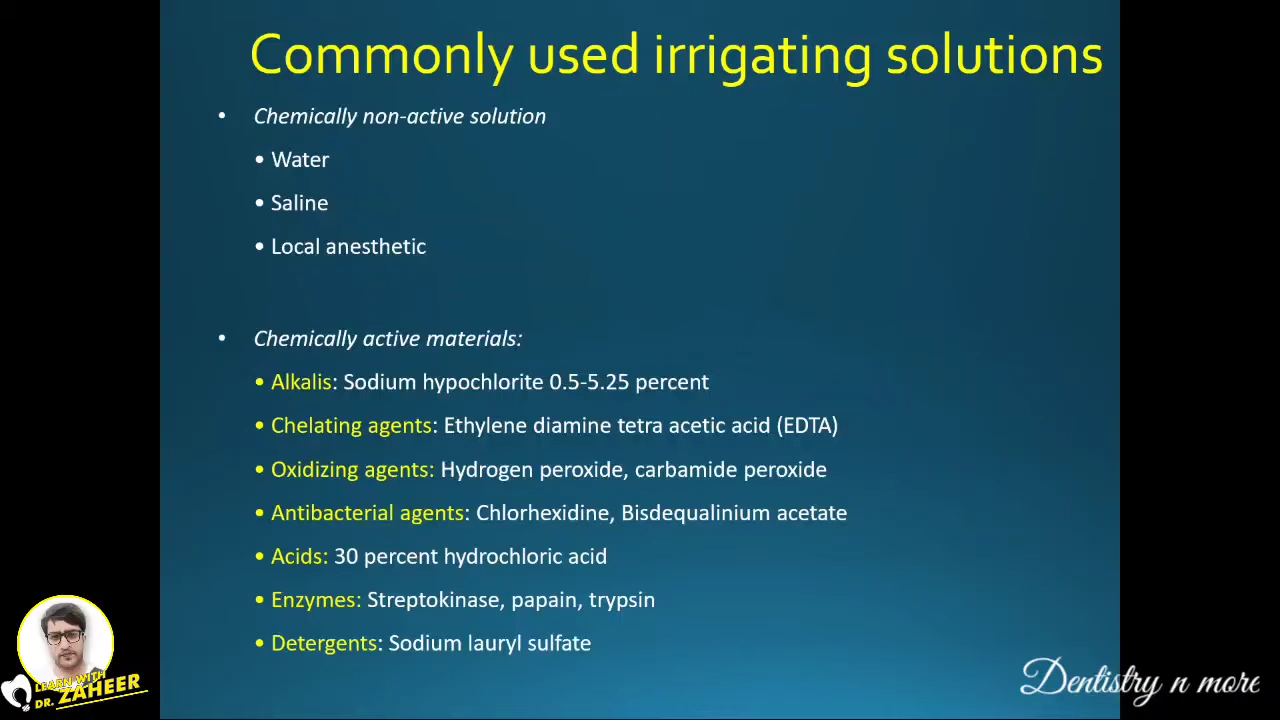 Commonly used irrigating solutions
• Chemically non-active solution
• Water
• Saline
• Local anesthetic
• Chemically active materials:
• Alkalis: Sodium hypochlorite 0.5-5.25 percent
• Chelating agents: Ethylene diamine tetra acetic acid (EDTA)
• Oxidizing agents: Hydrogen peroxide, carbamide peroxide
• Antibacterial agents: Chlorhexidine, Bisdequalinium acetate
• Acids: 30 percent hydrochloric acid
• Enzymes: Streptokinase, papain, trypsin
• Detergents: Sodium lauryl sulfate
LEARN WITH
DR. ZAHEER
Dentistry n more